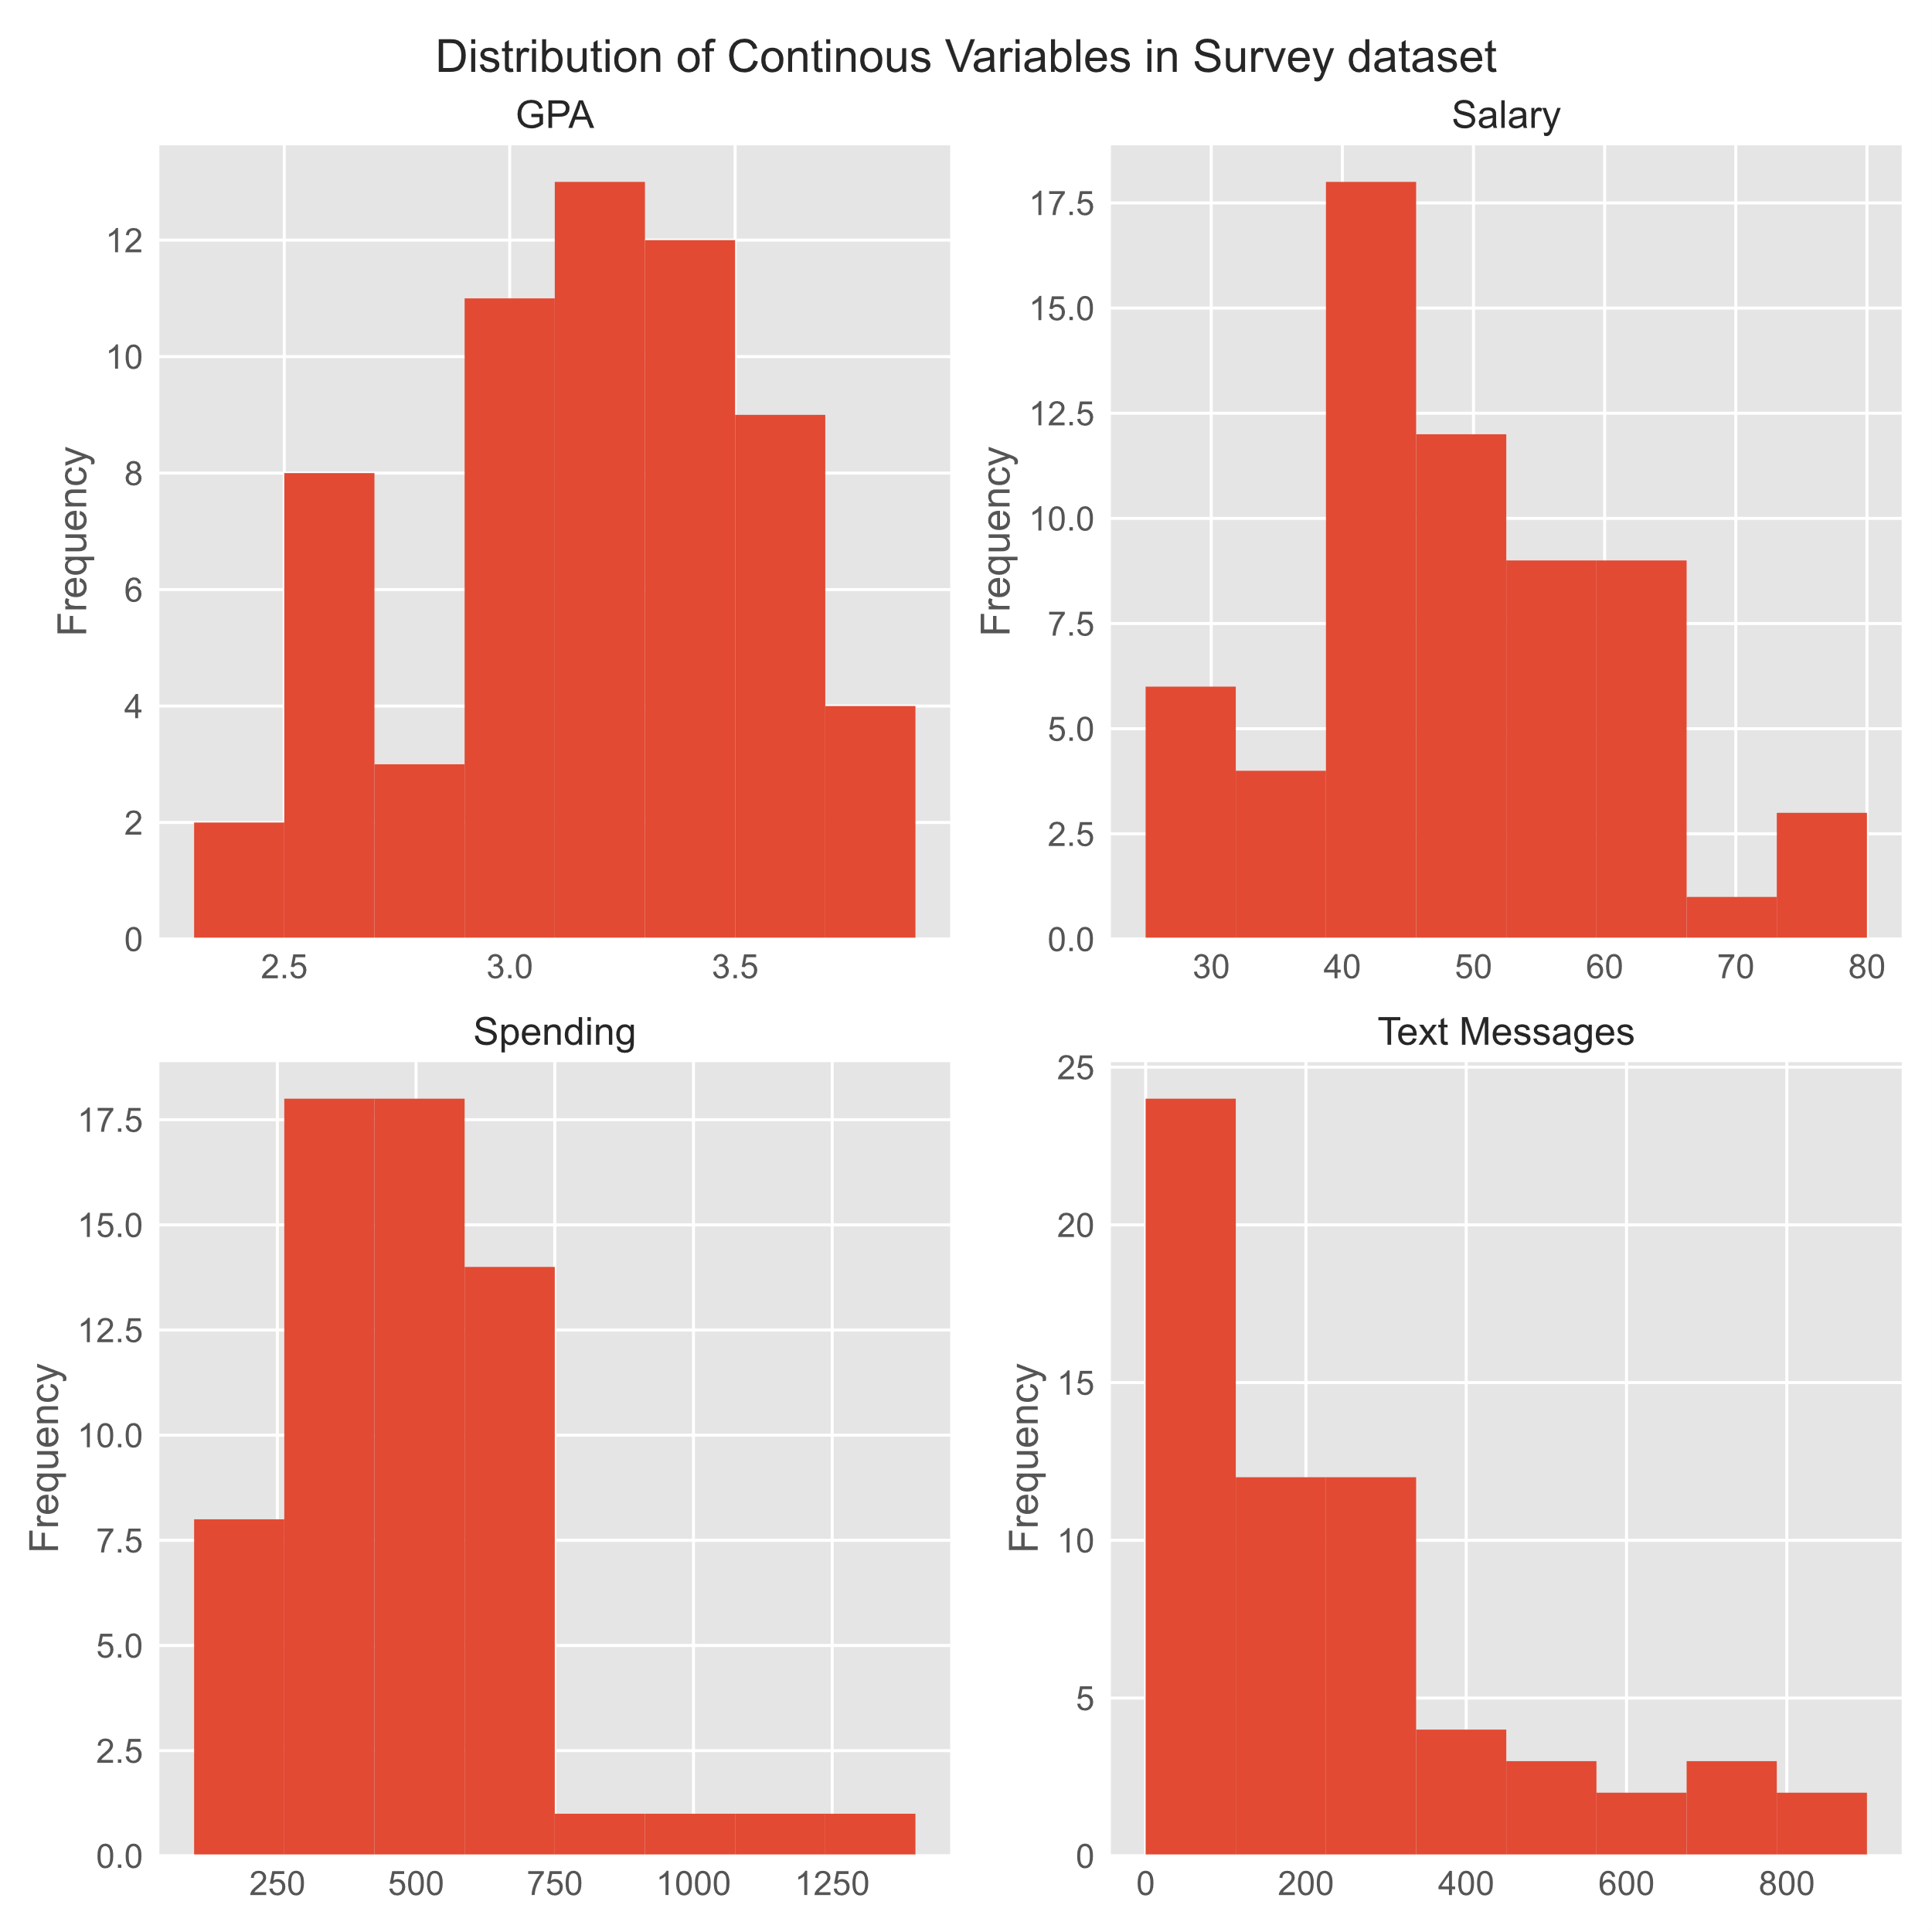 Distribution of Continous Variables in Survey dataset
GPA
Frequency
12
10
8
6
4
2
0
2.5 3.0 3.5
Salary
Frequency
17.5
15.0
12.5
10.0
7.5
5.0
2.5
0.0
30 40 50 60 70 80
Spending
Frequency
17.5
15.0
12.5
10.0
7.5
5.0
2.5
0.0
250 500 750 1000 1250
Text Messages
Frequency
25
20
15
10
5
0
0 200 400 600 800